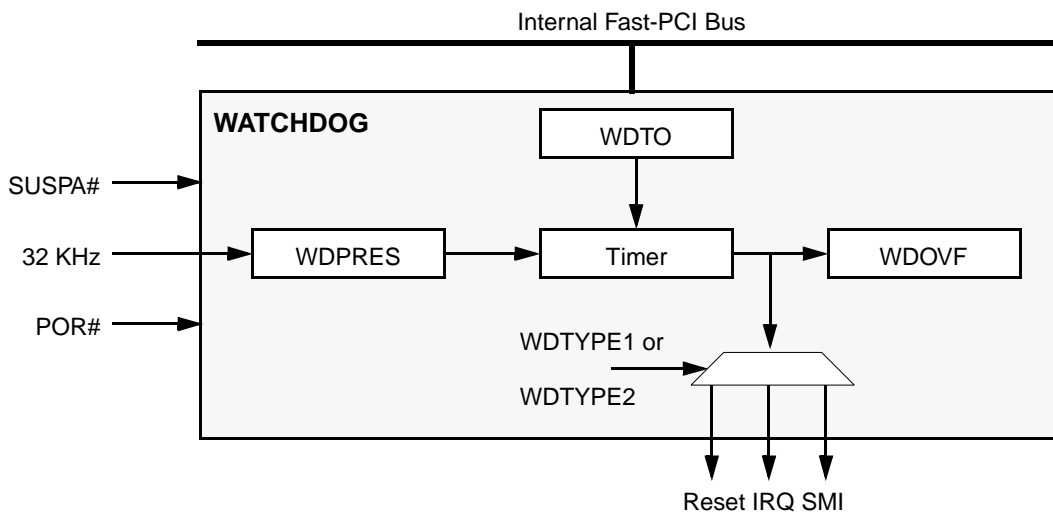 Internal Fast-PCI Bus
WATCHDOG
WDTO
SUSPA#
32 KHz
WDPRES
Timer
WDOVF
POR#
WDTYPE1 or
WDTYPE2
Reset IRQ SMI